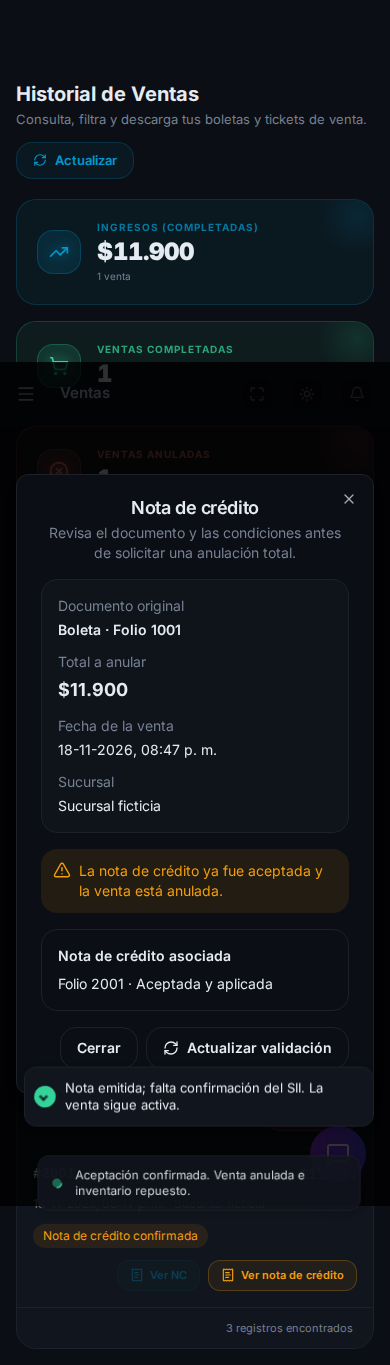 Historial de Ventas
Consulta, filtra y descarga tus boletas y tickets de venta.
Actualizar
INGRESOS (COMPLETADAS)
$11.900
1 venta
VENTAS COMPLETADAS
1
Ventas
VENTAS ANULADAS
Nota de crédito
Revisa el documento y las condiciones antes
de solicitar una anulación total.
Documento original
Boleta · Folio 1001
Total a anular
$11.900
Fecha de la venta
18-11-2026, 08:47 p. m.
Sucursal
Sucursal ficticia
La nota de crédito ya fue aceptada y
la venta está anulada.
Nota de crédito asociada
Folio 2001 · Aceptada y aplicada
Cerrar
Actualizar validación
Nota emitida; falta confirmación del SII. La
venta sigue activa.
Aceptación confirmada. Venta anulada e
inventario repuesto.
Nota de crédito confirmada
Ver NC
Ver nota de crédito
3 registros encontrados